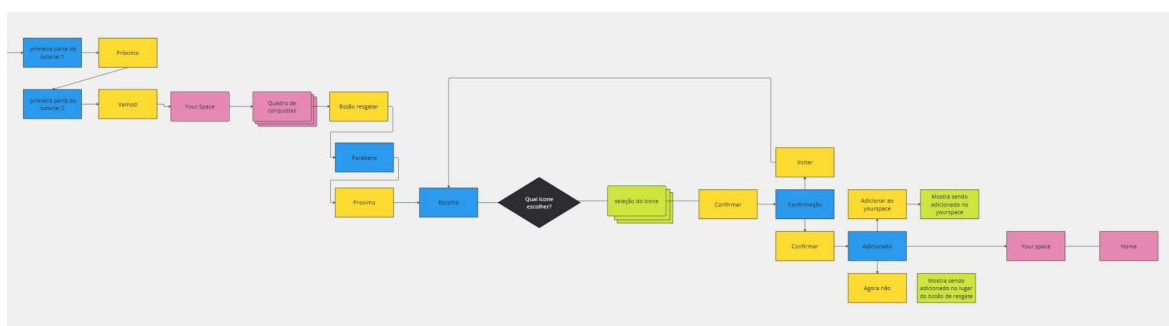 primeira parte do
tutorial 1
Próximo
primeira parte do
tutorial 2
Vamos!
Your Space
Quadro de
conquistas
Botão resgatar
Parabens
Proximo
Escolha
Qual ícone
escolher?
seleção do ícone
Confirmar
Voltar
Confirmação
Confirmar
Adicionar ao
yourspace
Mostra sendo
adicionado no
yourspace
Adicionado
Your space
Home
Agora não
Mostra sendo
adicionado no lugar
do botão de resgate